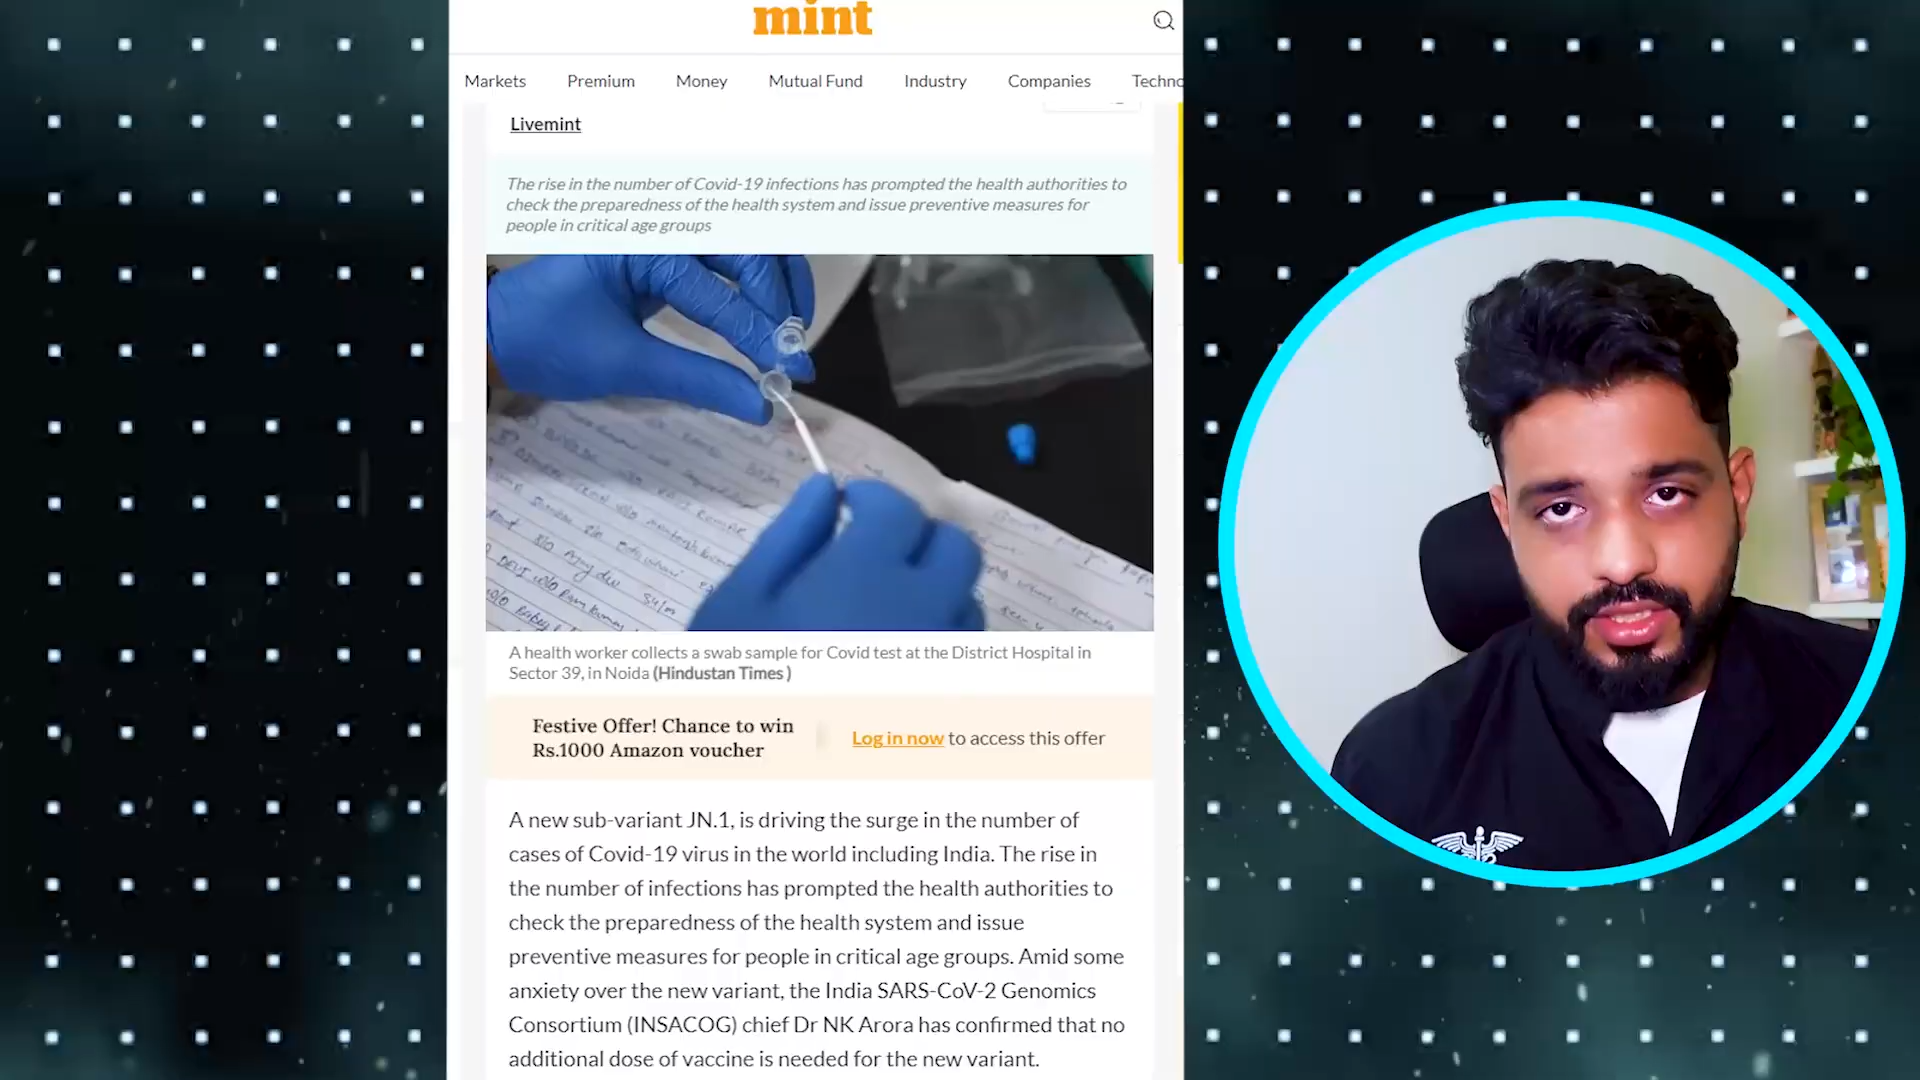 mint
Markets Premium Money Mutual Fund Industry Companies Techno
Livemint
The rise in the number of Covid-19 infections has prompted the health authorities to
check the preparedness of the health system and issue preventive measures for
people in critical age groups
A health worker collects a swab sample for Covid test at the District Hospital in
Sector 39, in Noida (Hindustan Times )
Festive Offer! Chance to win
Rs.1000 Amazon voucher
Log in now to access this offer
A new sub-variant JN.1, is driving the surge in the number of
cases of Covid-19 virus in the world including India. The rise in
the number of infections has prompted the health authorities to
check the preparedness of the health system and issue
preventive measures for people in critical age groups. Amid some
anxiety over the new variant, the India SARS-CoV-2 Genomics
Consortium (INSACOG) chief Dr NK Arora has confirmed that no
additional dose of vaccine is needed for the new variant.